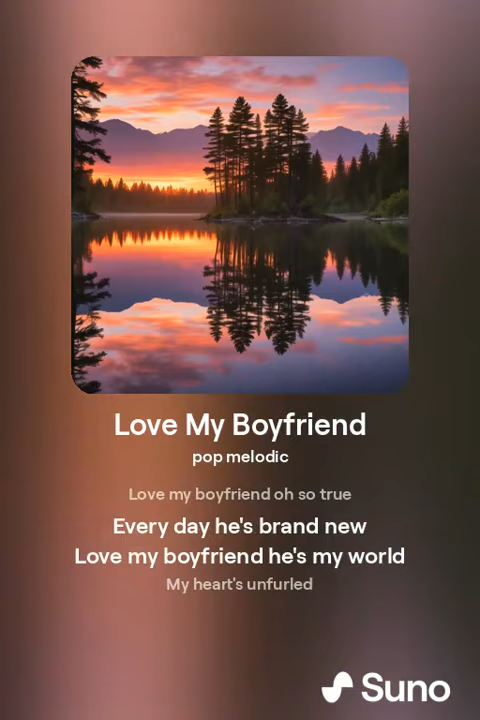 Love My Boyfriend
pop melodic
Love my boyfriend oh so true
Every day he's brand new
Love my boyfriend he's my world
My heart's unfurled
Suno